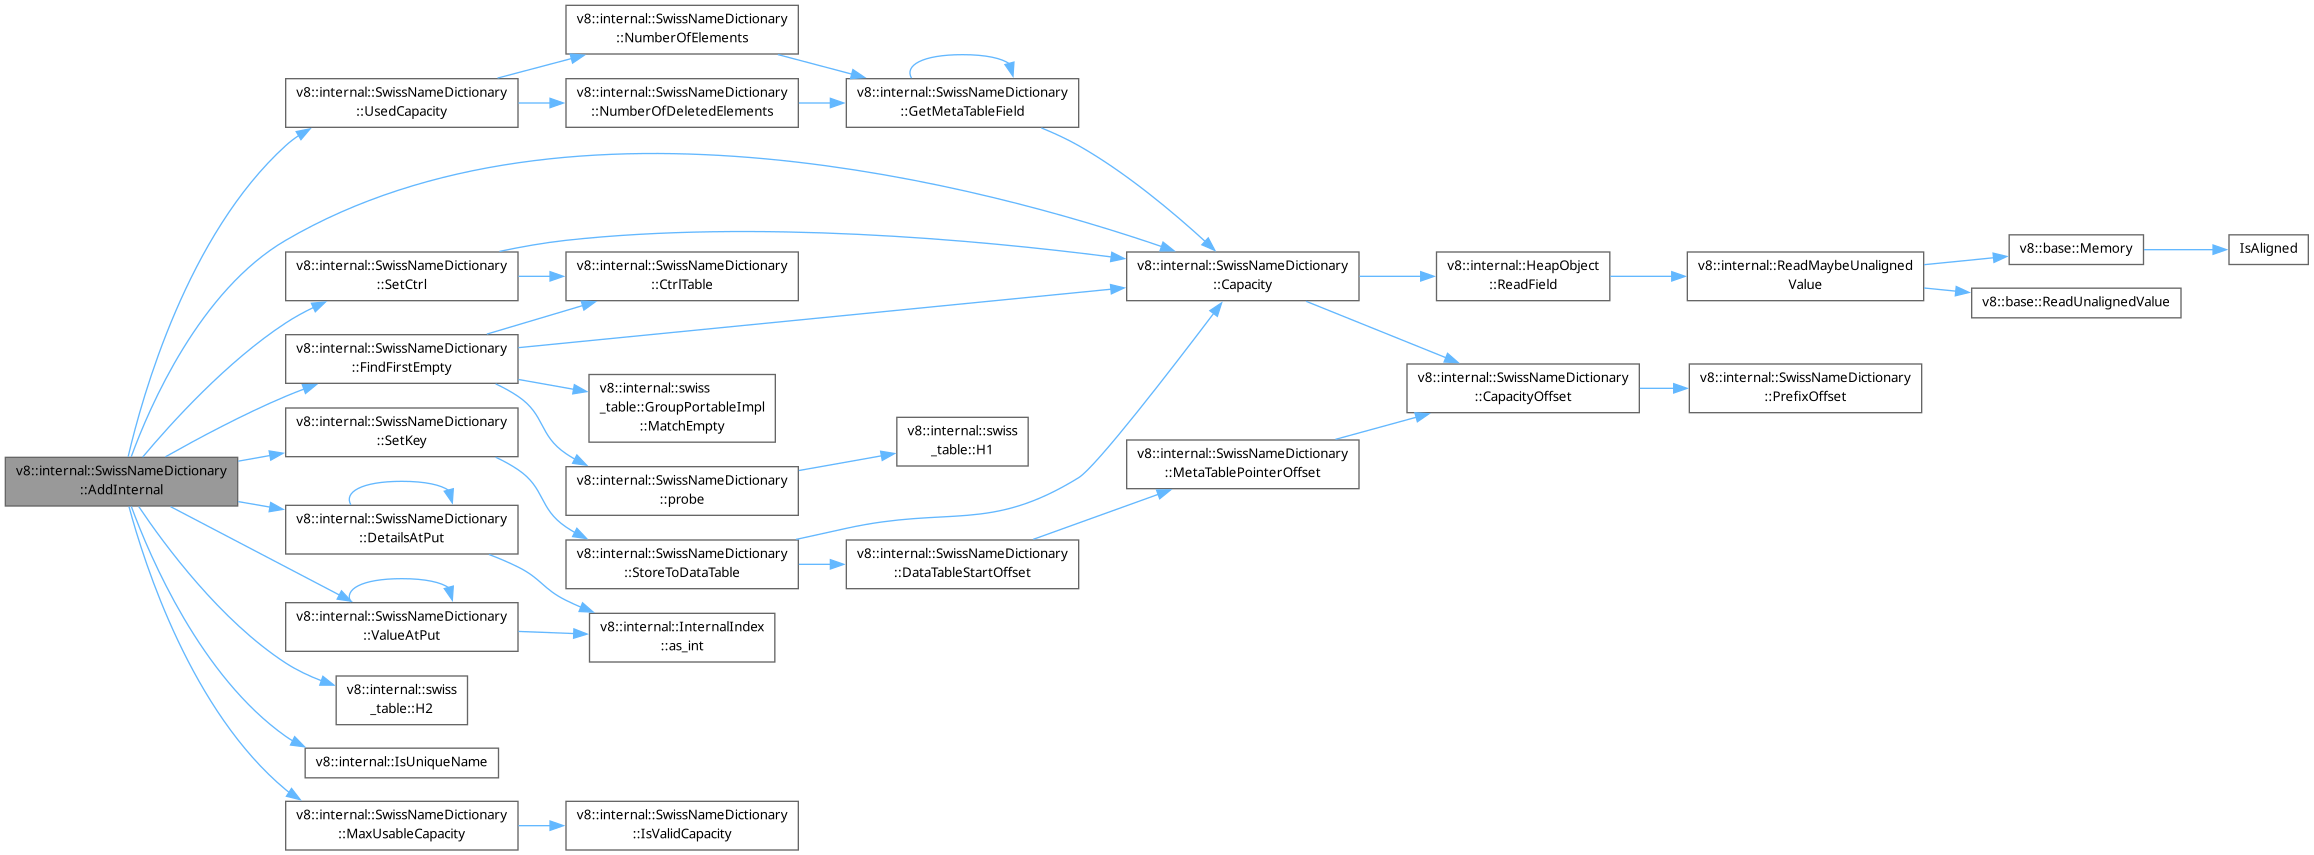 v8::internal::SwissNameDictionary
::AddInternal
v8::internal::SwissNameDictionary
::UsedCapacity
v8::internal::SwissNameDictionary
::SetCtrl
v8::internal::SwissNameDictionary
::FindFirstEmpty
v8::internal::SwissNameDictionary
::SetKey
v8::internal::SwissNameDictionary
::DetailsAtPut
v8::internal::SwissNameDictionary
::ValueAtPut
v8::internal::swiss
_table::H2
v8::internal::IsUniqueName
v8::internal::SwissNameDictionary
::MaxUsableCapacity
v8::internal::SwissNameDictionary
::NumberOfElements
v8::internal::SwissNameDictionary
::NumberOfDeletedElements
v8::internal::SwissNameDictionary
::CtrlTable
v8::internal::swiss
_table::GroupPortableImpl
::MatchEmpty
v8::internal::SwissNameDictionary
::probe
v8::internal::SwissNameDictionary
::StoreToDataTable
v8::internal::InternalIndex
::as_int
v8::internal::SwissNameDictionary
::IsValidCapacity
v8::internal::SwissNameDictionary
::GetMetaTableField
v8::internal::swiss
_table::H1
v8::internal::SwissNameDictionary
::DataTableStartOffset
v8::internal::SwissNameDictionary
::Capacity
v8::internal::SwissNameDictionary
::MetaTablePointerOffset
v8::internal::HeapObject
::ReadField
v8::internal::SwissNameDictionary
::CapacityOffset
v8::internal::ReadMaybeUnaligned
Value
v8::internal::SwissNameDictionary
::PrefixOffset
v8::base::Memory
v8::base::ReadUnalignedValue
IsAligned